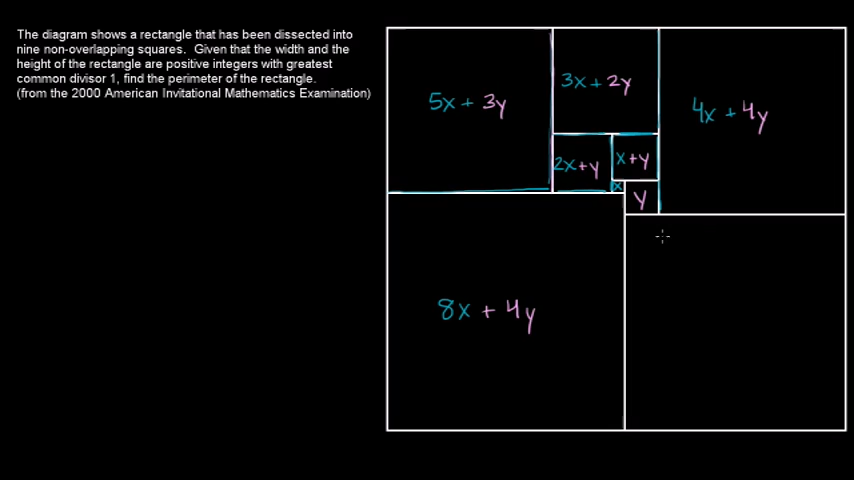 The diagram shows a rectangle that has been dissected into
nine non-overlapping squares. Given that the width and the
height of the rectangle are positive integers with greatest
common divisor 1, find the perimeter of the rectangle.
(from the 2000 American Invitational Mathematics Examination)
3x + 2y
5x + 3y
4x + 4y
2x + y
x + y
x
y
8x + 4y